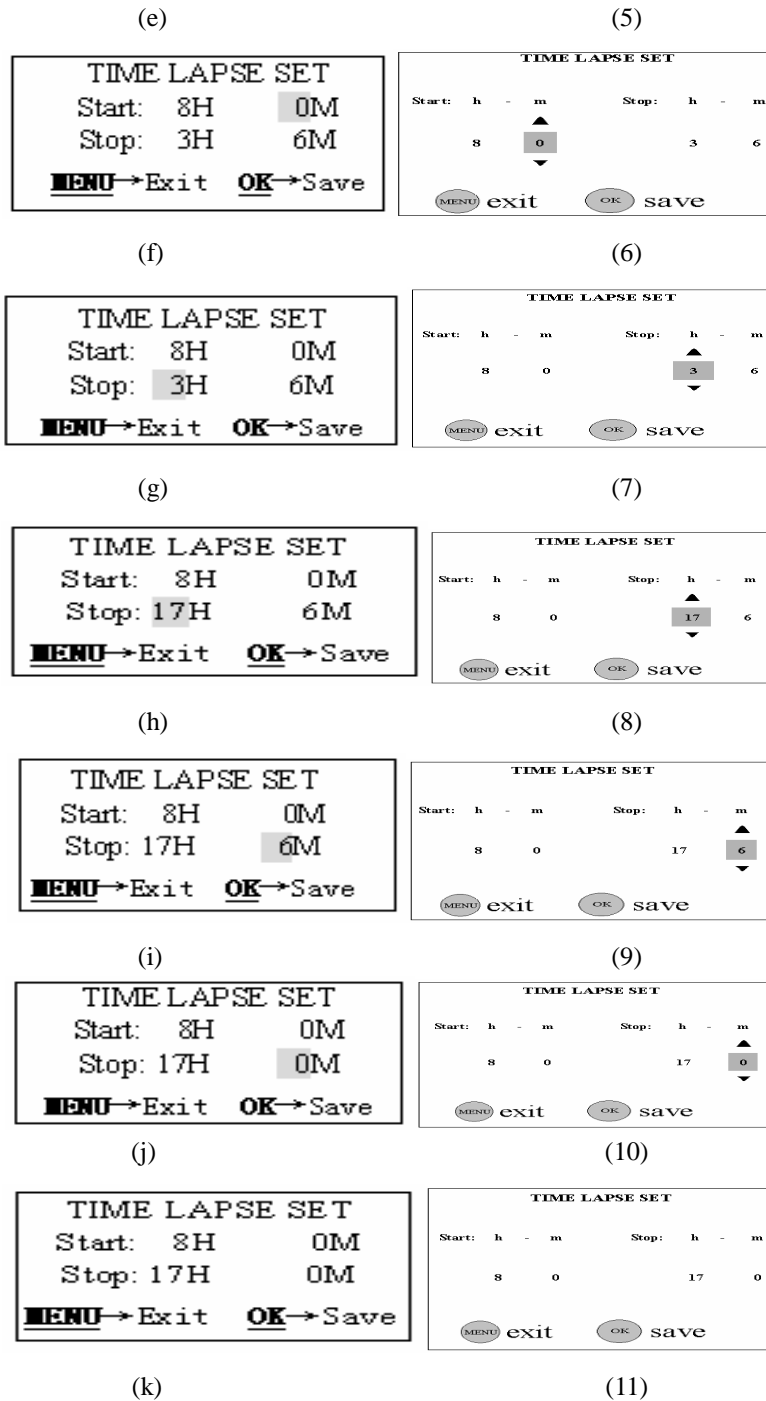 (e) (5)
TIME LAPSE SET
Start: 8H 0M
Stop: 3H 6M
MENU→Exit OK→Save
TIME LAPSE SET
Start: h - m Stop: h - m
8 0 3 6
MENU exit OK save
(f) (6)
TIME LAPSE SET
Start: 8H 0M
Stop: 3H 6M
MENU→Exit OK→Save
TIME LAPSE SET
Start: h - m Stop: h - m
8 0 3 6
MENU exit OK save
(g) (7)
TIME LAPSE SET
Start: 8H 0M
Stop: 17H 6M
MENU→Exit OK→Save
TIME LAPSE SET
Start: h - m Stop: h - m
8 0 17 6
MENU exit OK save
(h) (8)
TIME LAPSE SET
Start: 8H 0M
Stop: 17H 6M
MENU→Exit OK→Save
TIME LAPSE SET
Start: h - m Stop: h - m
8 0 17 6
MENU exit OK save
(i) (9)
TIME LAPSE SET
Start: 8H 0M
Stop: 17H 0M
MENU→Exit OK→Save
TIME LAPSE SET
Start: h - m Stop: h - m
8 0 17 0
MENU exit OK save
(j) (10)
TIME LAPSE SET
Start: 8H 0M
Stop: 17H 0M
MENU→Exit OK→Save
TIME LAPSE SET
Start: h - m Stop: h - m
8 0 17 0
MENU exit OK save
(k) (11)